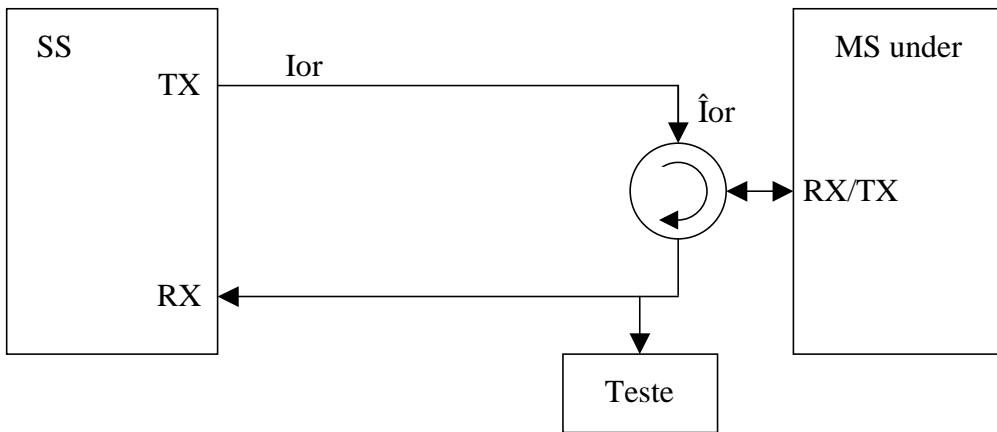 SS
MS under
TX
Ior
Îor
RX/TX
RX
Teste